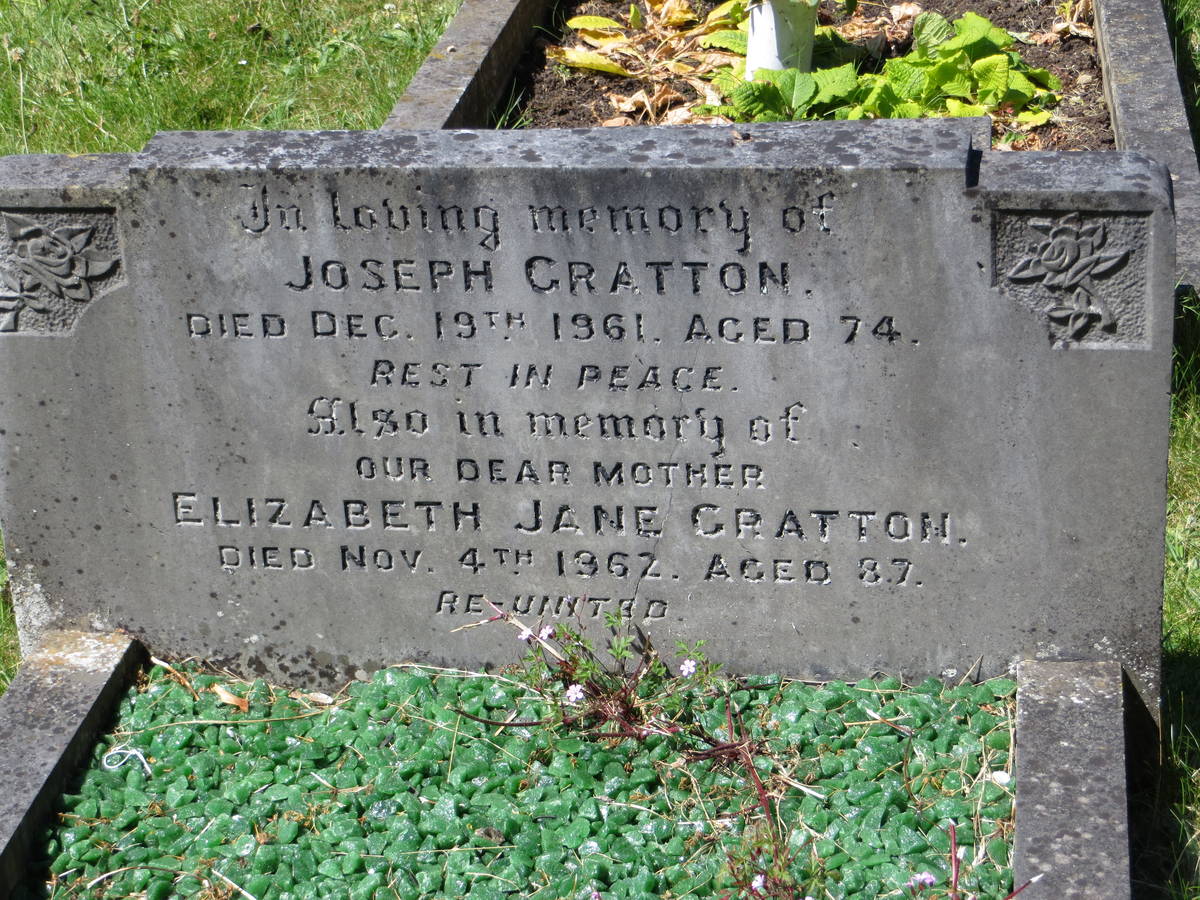 In loving memory of
JOSEPH GRATTON.
DIED DEC. 19TH 1961. AGED 74.
REST IN PEACE.
Also in memory of
OUR DEAR MOTHER
ELIZABETH JANE GRATTON.
DIED NOV. 4TH 1962. AGED 87.
RE-UNITED.